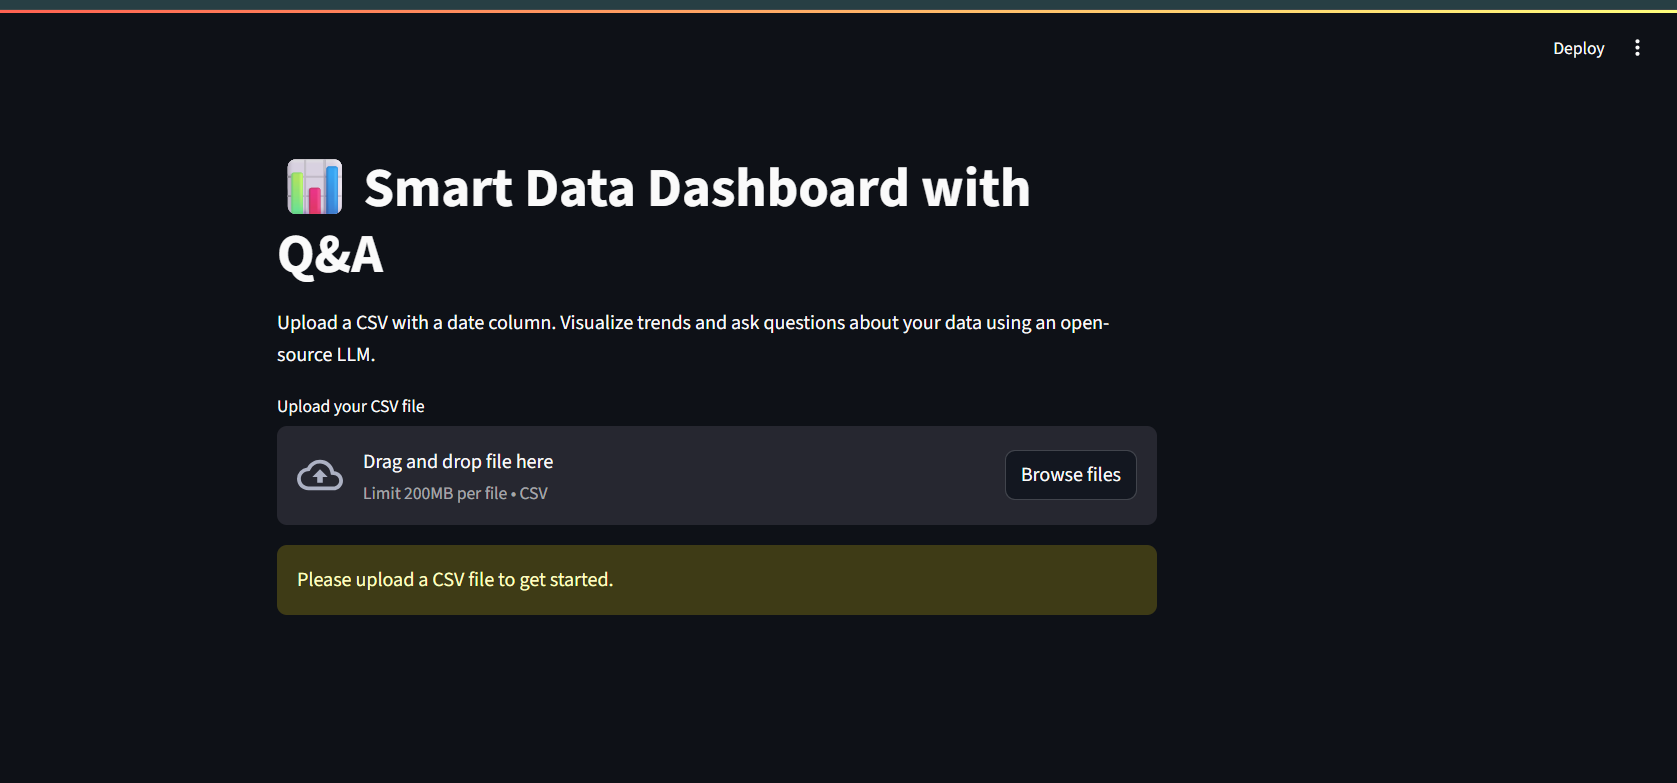 Deploy
Smart Data Dashboard with
Q&A
Upload a CSV with a date column. Visualize trends and ask questions about your data using an open-
source LLM.
Upload your CSV file
Drag and drop file here
Limit 200MB per file • CSV
Browse files
Please upload a CSV file to get started.